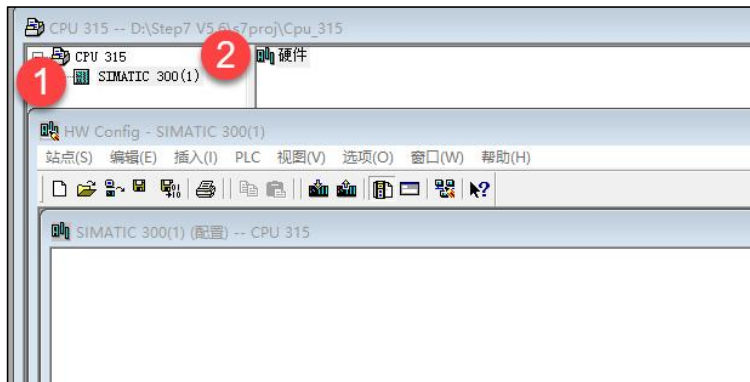 CPU 315 -- D:\Step7 V5.6\s7proj\Cpu_315
CPU 315
2
硬件
1
SIMATIC 300(1)
HW Config - SIMATIC 300(1)
站点(S) 编辑(E) 插入(I) PLC 视图(V) 选项(O) 窗口(W) 帮助(H)
SIMATIC 300(1) (配置) -- CPU 315